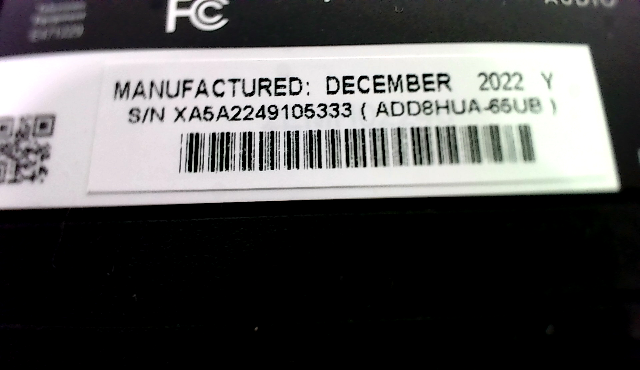 FC
AUDIO
MANUFACTURED: DECEMBER 2022 Y
S/N XA5A2249105333 ( ADD8HUA-65UB )